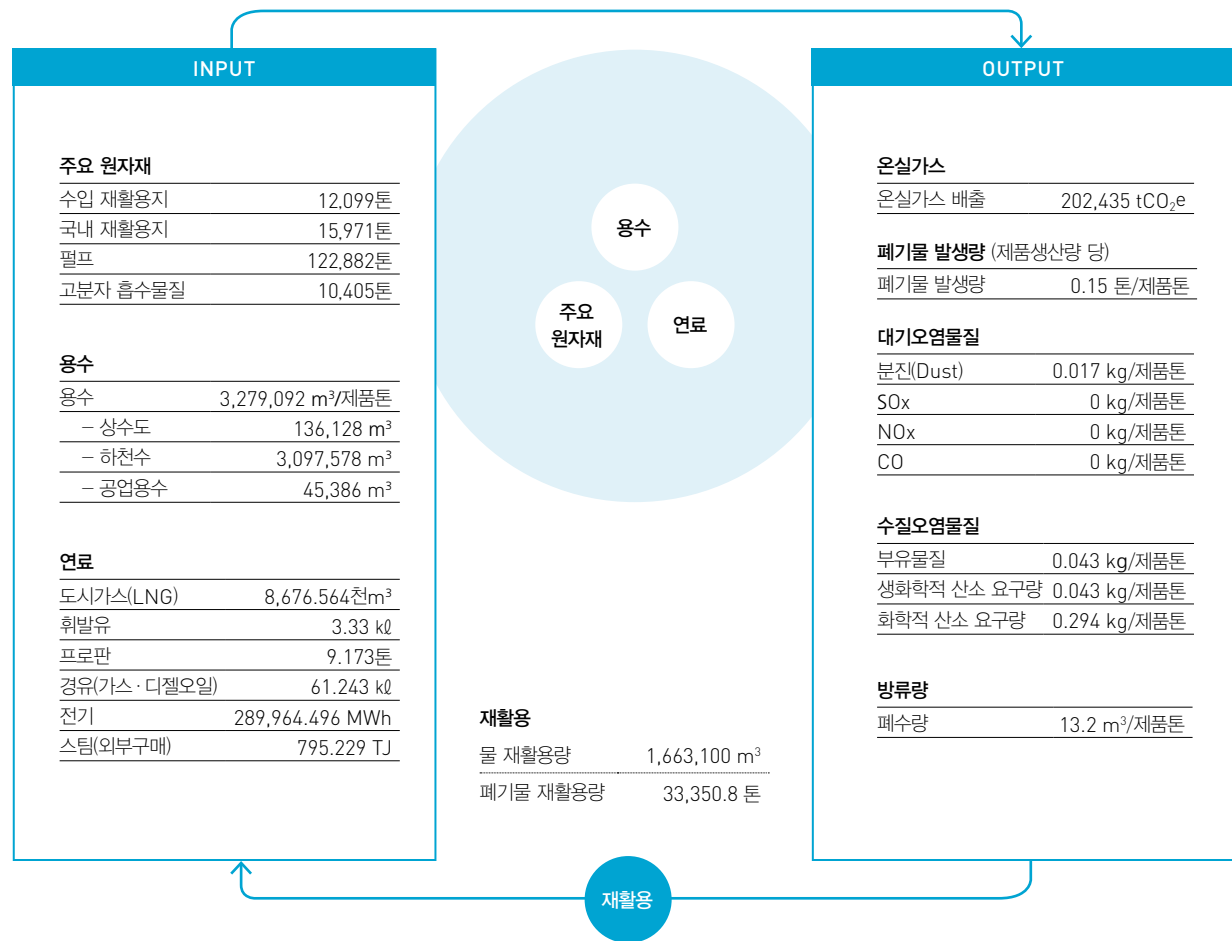 INPUT
주요 원자재
수입 재활용지 12,099톤
국내 재활용지 15,971톤
펄프 122,882톤
고분자 흡수물질 10,405톤
용수
용수 3,279,092 m³/제품톤
– 상수도 136,128 m³
– 하천수 3,097,578 m³
– 공업용수 45,386 m³
연료
도시가스(LNG) 8,676.564천m³
휘발유 3.33 ㎘
프로판 9.173톤
경유(가스 · 디젤오일) 61.243 ㎘
전기 289,964.496 MWh
스팀(외부구매) 795.229 TJ
용수
주요
원자재
연료
재활용
물 재활용량 1,663,100 m³
폐기물 재활용량 33,350.8 톤
재활용
OUTPUT
온실가스
온실가스 배출 202,435 tCO₂e
폐기물 발생량 (제품생산량 당)
폐기물 발생량 0.15 톤/제품톤
대기오염물질
분진(Dust) 0.017 kg/제품톤
SOx 0 kg/제품톤
NOx 0 kg/제품톤
CO 0 kg/제품톤
수질오염물질
부유물질 0.043 kg/제품톤
생화학적 산소 요구량 0.043 kg/제품톤
화학적 산소 요구량 0.294 kg/제품톤
방류량
폐수량 13.2 m³/제품톤